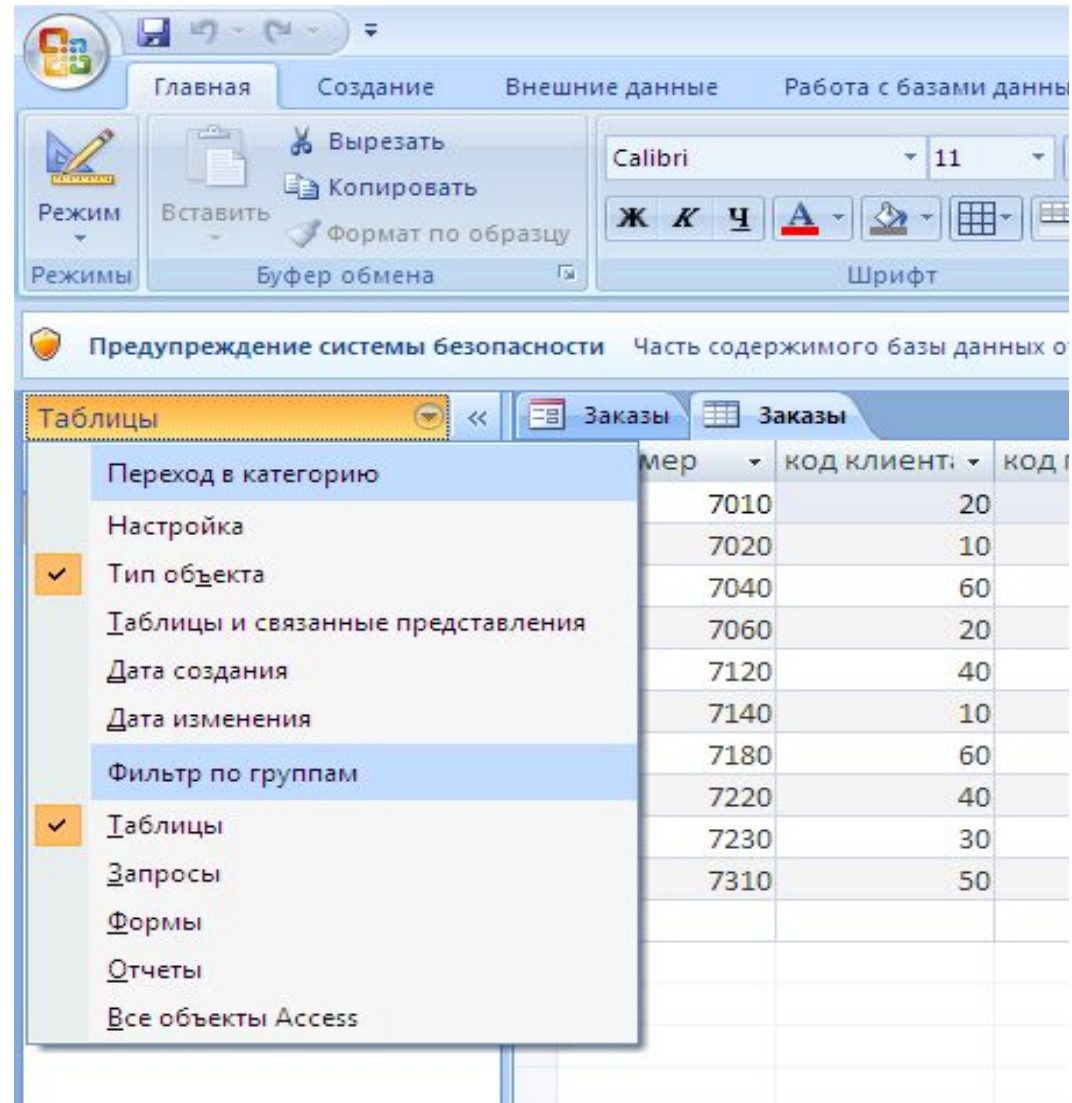 Главная Создание Внешние данные Работа с базами данны
Вырезать
Копировать
Формат по образцу
Режим Вставить
Calibri 11
Ж К Ч А
Режимы Буфер обмена Шрифт
Предупреждение системы безопасности Часть содержимого базы данных о
Таблицы « Заказы Заказы
Переход в категорию
Настройка
Тип объекта
Таблицы и связанные представления
Дата создания
Дата изменения
Фильтр по группам
Таблицы
Запросы
Формы
Отчеты
Все объекты Access
мер код клиент код
7010 20
7020 10
7040 60
7060 20
7120 40
7140 10
7180 60
7220 40
7230 30
7310 50